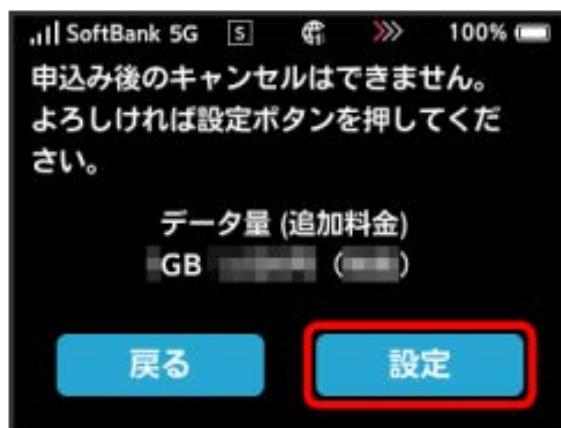 SoftBank 5G S 100%
申込み後のキャンセルはできません。
よろしければ設定ボタンを押してくだ
さい。
データ量 (追加料金)
GB ( )
戻る 設定